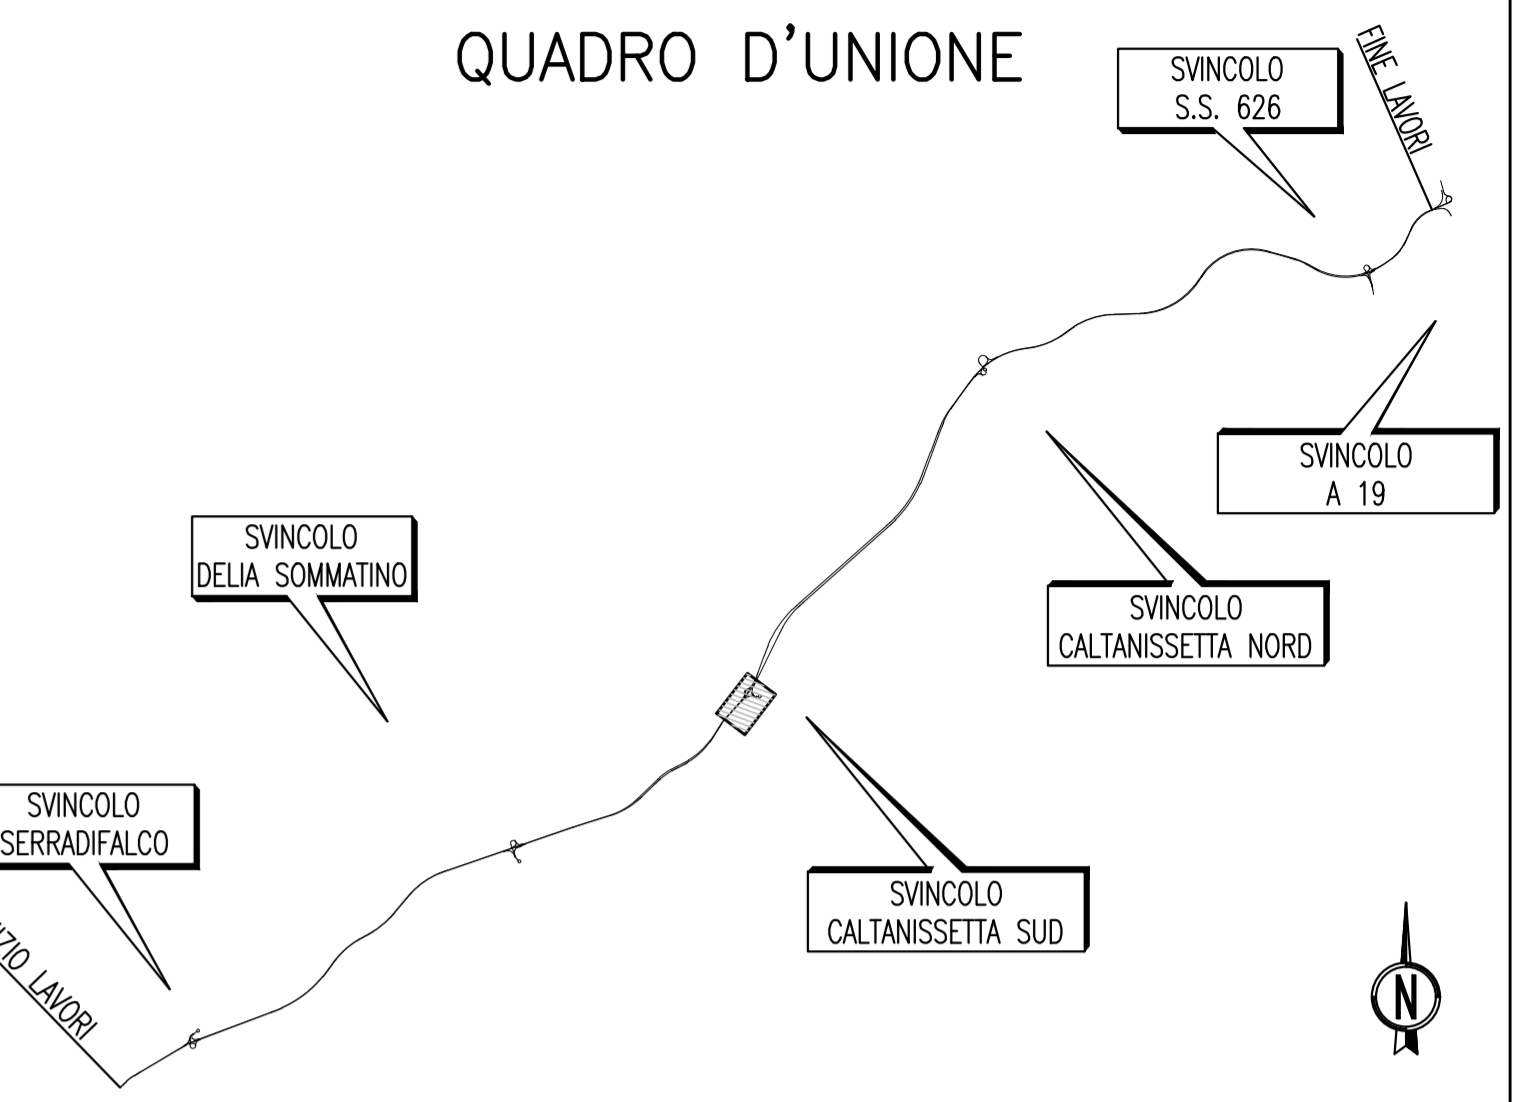 QUADRO D'UNIONE
SVINCOLO
S.S. 626
FINE LAVORI
SVINCOLO
A 19
SVINCOLO
DELIA SOMMATINO
SVINCOLO
CALTANISSETTA NORD
SVINCOLO
SERRADIFALCO
SVINCOLO
CALTANISSETTA SUD
LAVORI
N